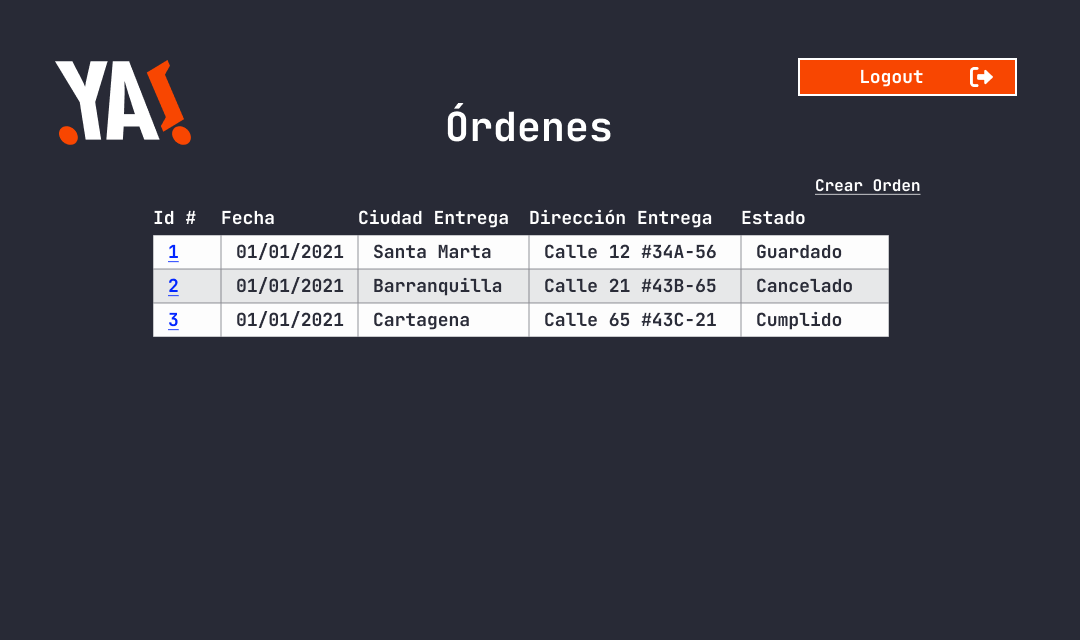 YA!
Logout
Órdenes
Crear Orden
Id # Fecha Ciudad Entrega Dirección Entrega Estado
1 01/01/2021 Santa Marta Calle 12 #34A-56 Guardado
2 01/01/2021 Barranquilla Calle 21 #43B-65 Cancelado
3 01/01/2021 Cartagena Calle 65 #43C-21 Cumplido